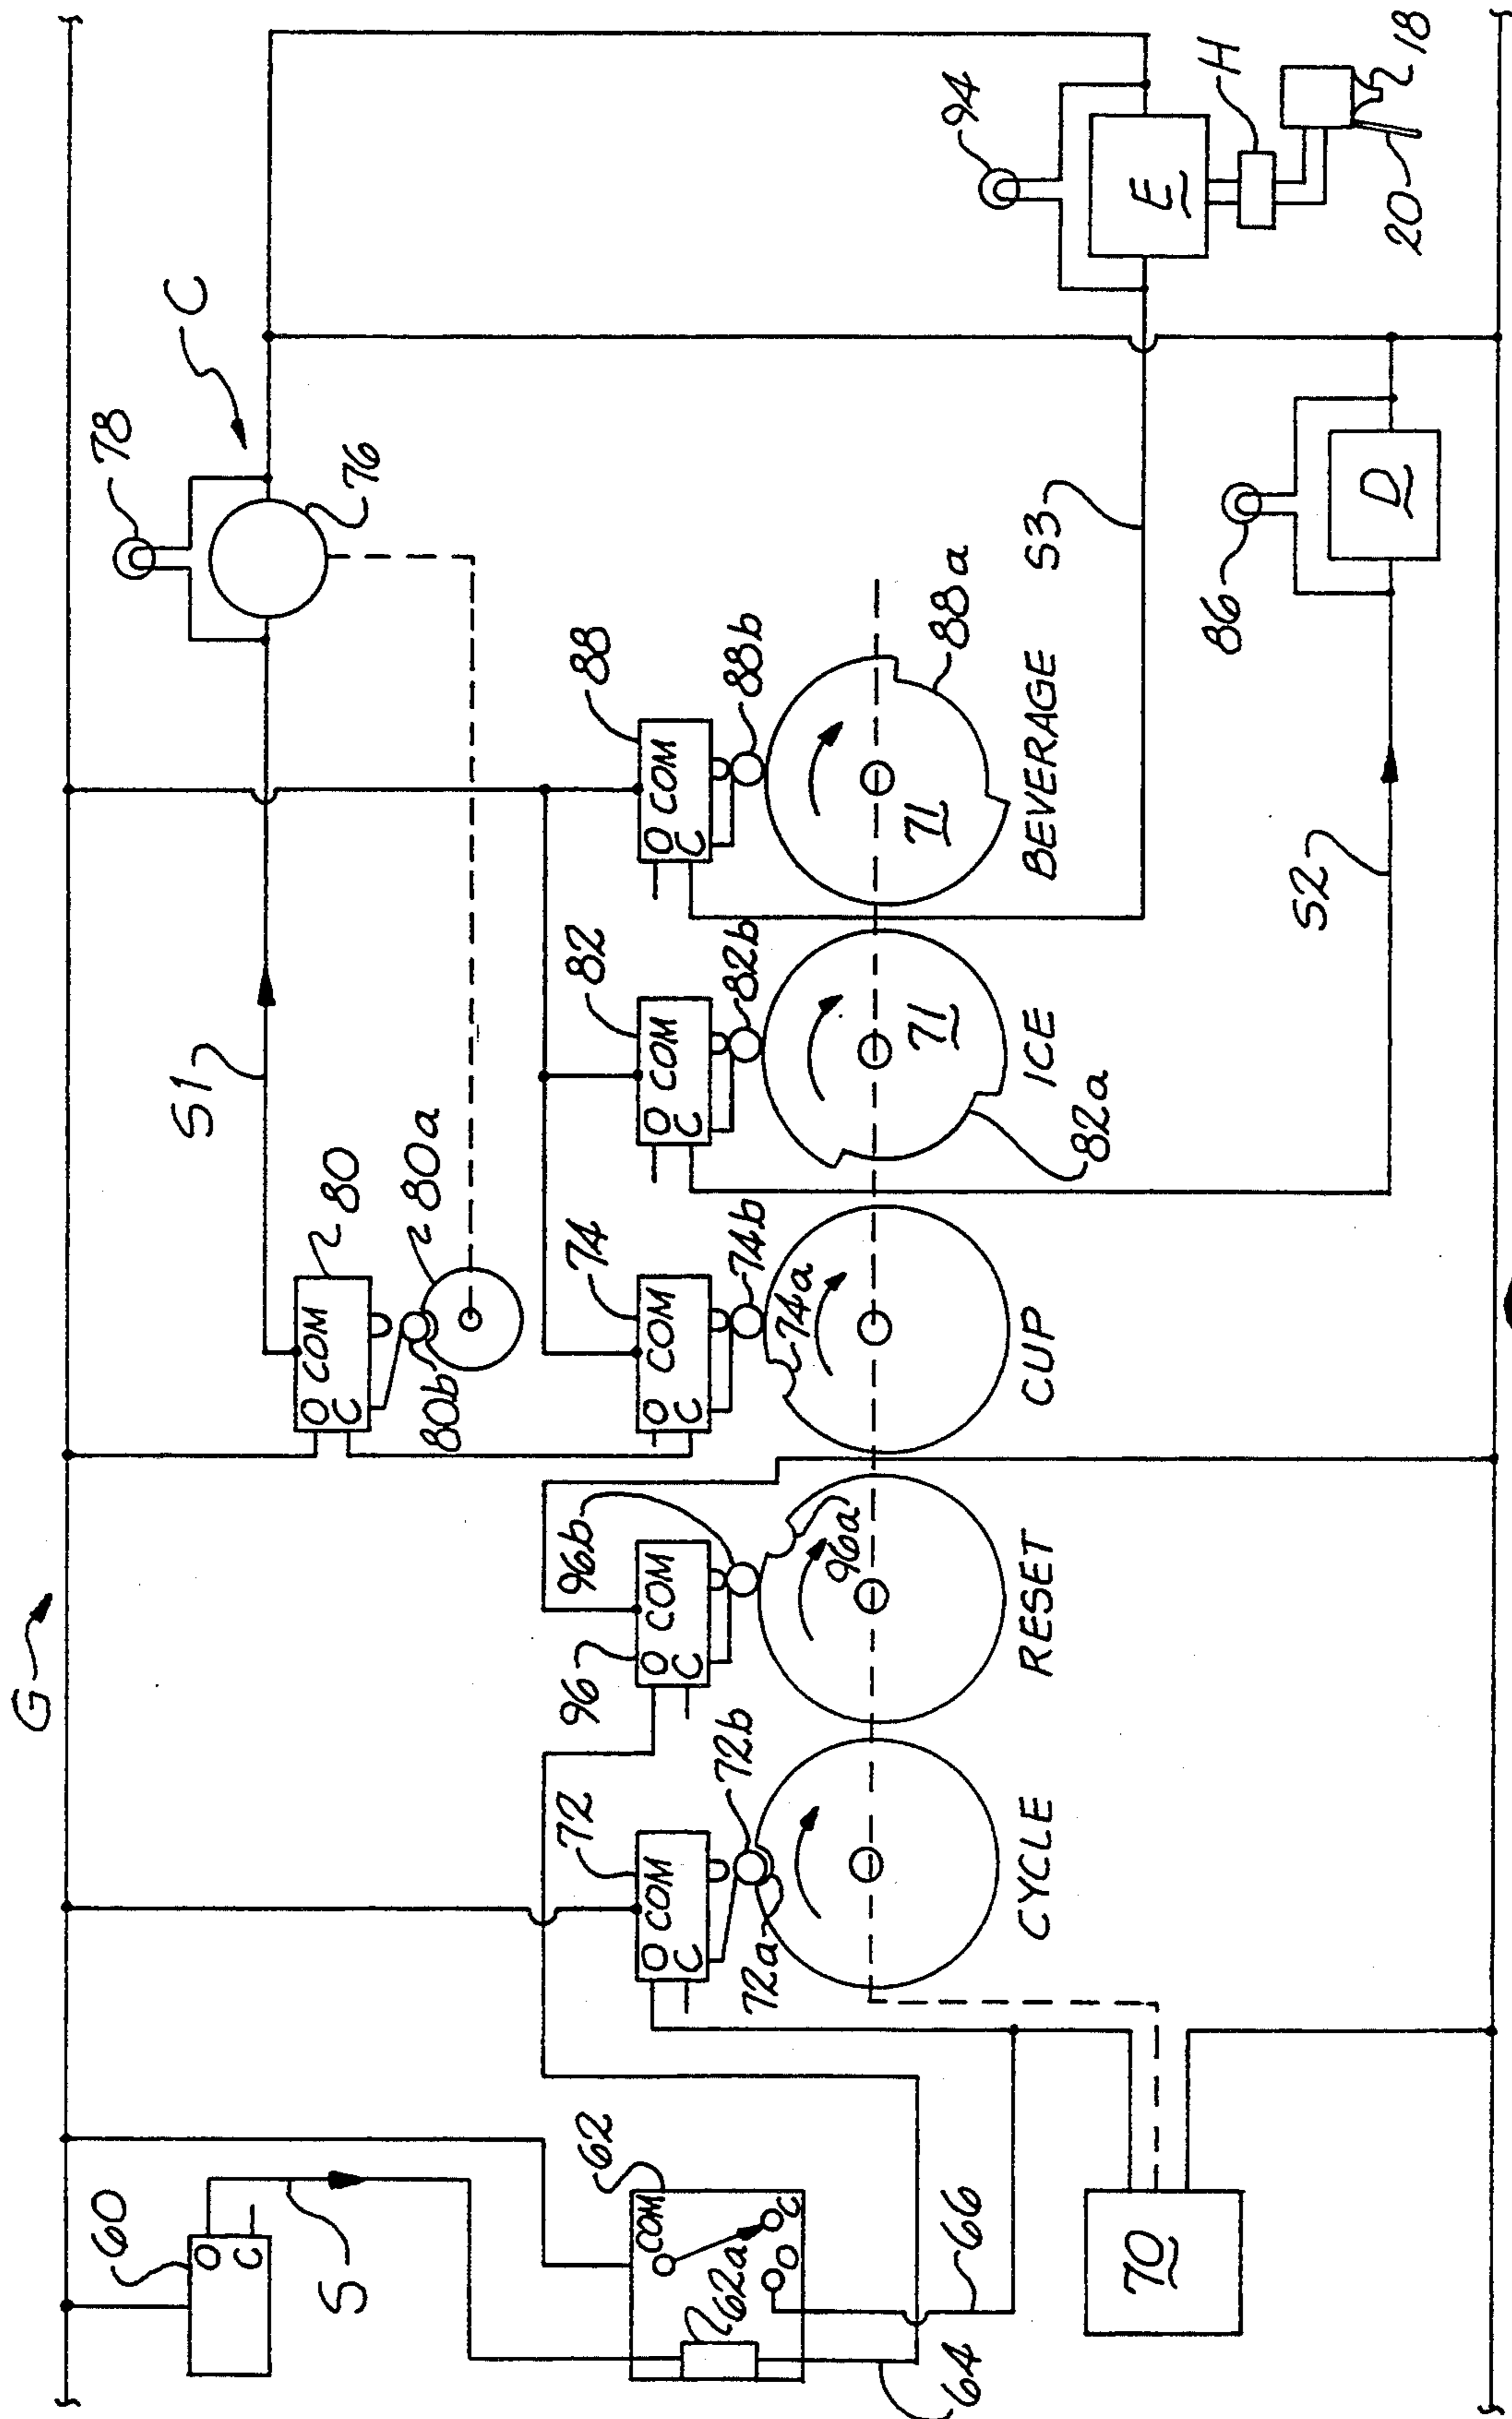 G
60
O
C
S
62
COM
C
O
62a
64
66
70
72
O COM
C
72b
72a
CYCLE
96
O COM
C
96b
96a
RESET
S1
80
O COM
C
80a
80b
74
O COM
C
74b
74a
CUP
82
O COM
C
82b
71
82a
ICE
88
O COM
C
88b
71
88a
BEVERAGE
S3
S2
78
C
76
86
D
94
E
H
18
20